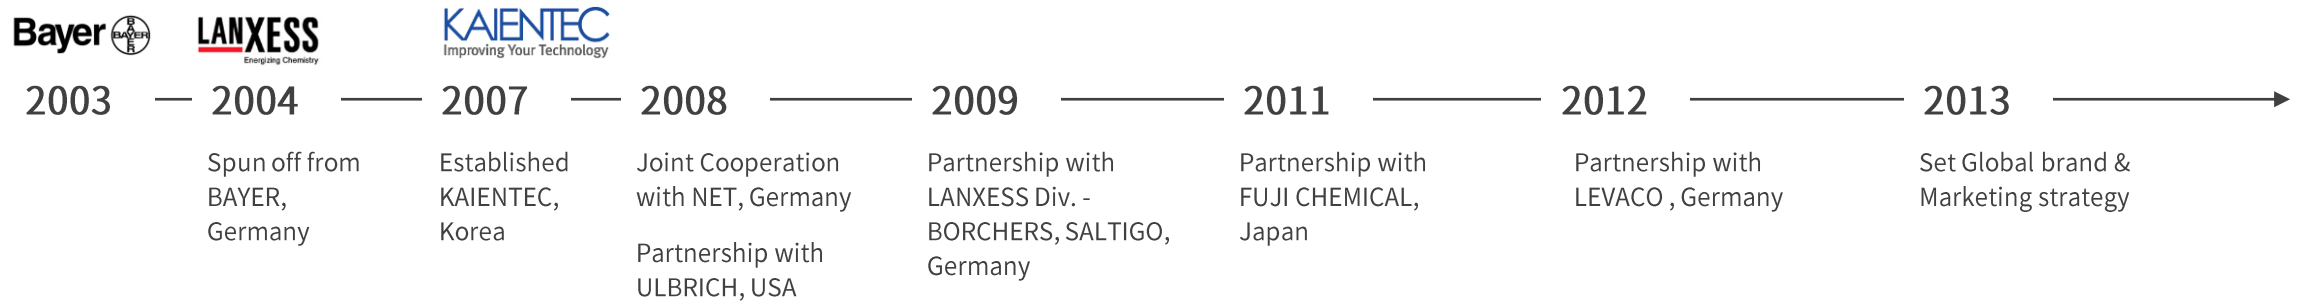 Bayer
BAYER
BAYER
LANXESS
Energizing Chemistry
KAIENTEC
Improving Your Technology
2003
2004
2007
2008
2009
2011
2012
2013
Spun off from
BAYER,
Germany
Established
KAIENTEC,
Korea
Joint Cooperation
with NET, Germany
Partnership with
ULBRICH, USA
Partnership with
LANXESS Div. -
BORCHERS, SALTIGO,
Germany
Partnership with
FUJI CHEMICAL,
Japan
Partnership with
LEVACO , Germany
Set Global brand &
Marketing strategy